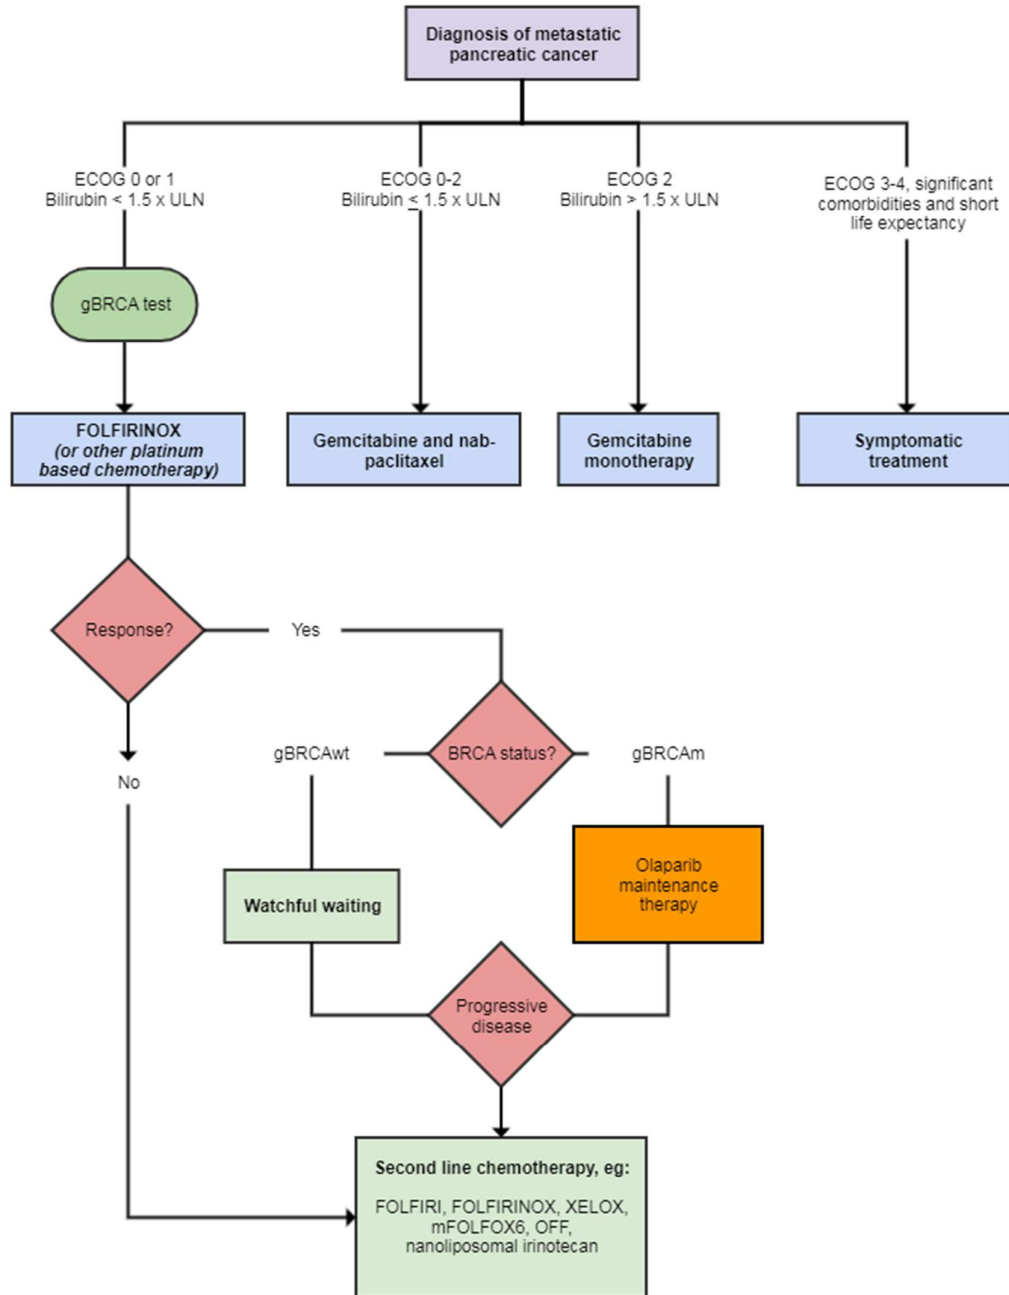 Diagnosis of metastatic
pancreatic cancer
ECOG 0 or 1
Bilirubin < 1.5 x ULN
ECOG 0-2
Bilirubin ≤ 1.5 x ULN
ECOG 2
Bilirubin > 1.5 x ULN
ECOG 3-4, significant
comorbidities and short
life expectancy
gBRCA test
FOLFIRINOX
(or other platinum
based chemotherapy)
Gemcitabine and nab-
paclitaxel
Gemcitabine
monotherapy
Symptomatic
treatment
Response?
Yes
No
BRCA status?
gBRCAwt
gBRCAm
Watchful waiting
Olaparib
maintenance
therapy
Progressive
disease
Second line chemotherapy, eg:
FOLFIRI, FOLFIRINOX, XELOX,
mFOLFOX6, OFF,
nanoliposomal irinotecan